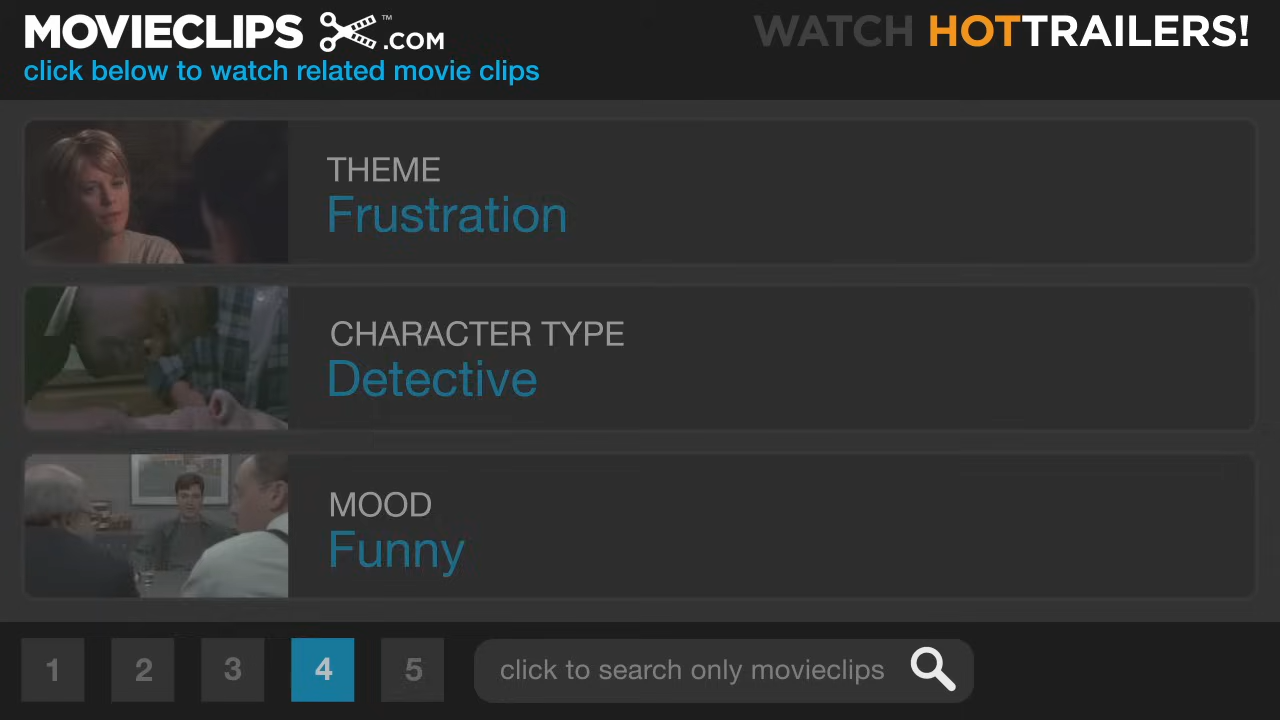 MOVIECLIPS ™.COM
WATCH HOTTRAILERS!
click below to watch related movie clips
THEME
Frustration
CHARACTER TYPE
Detective
MOOD
Funny
1 2 3 4 5
click to search only movieclips